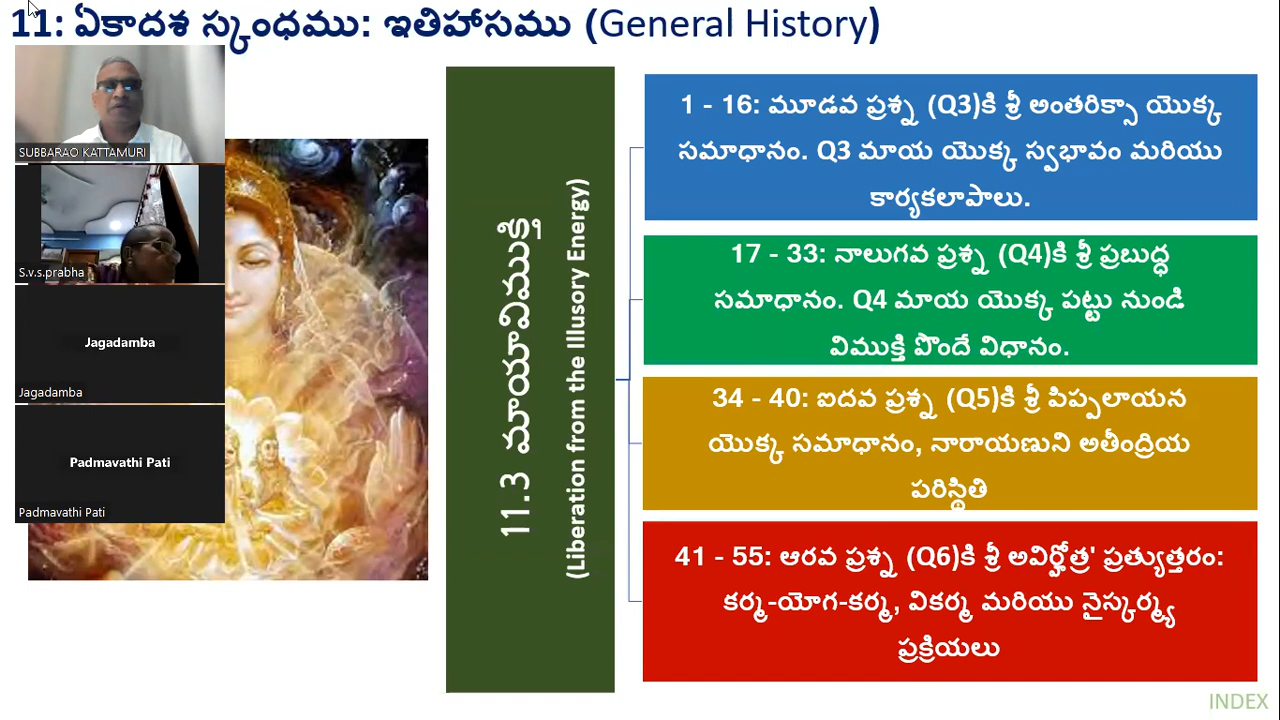 11: ఏకాదశ స్కంధము: ఇతిహాసము (General History)
SUBBARAO KATTAMURI
S.v.s.prabha
Jagadamba
Jagadamba
Padmavathi Pati
Padmavathi Pati
11.3 మాయావిముక్తి
(Liberation from the Illusory Energy)
1 - 16: మూడవ ప్రశ్న (Q3)కి శ్రీ అంతరిక్సా యొక్క
సమాధానం. Q3 మాయ యొక్క స్వభావం మరియు
కార్యకలాపాలు.
17 - 33: నాలుగవ ప్రశ్న (Q4)కి శ్రీ ప్రబుద్ధ
సమాధానం. Q4 మాయ యొక్క పట్టు నుండి
విముక్తి పొందే విధానం.
34 - 40: ఐదవ ప్రశ్న (Q5)కి శ్రీ పిప్పలాయన
యొక్క సమాధానం, నారాయణుని అతీంద్రియ
పరిస్థితి
41 - 55: ఆరవ ప్రశ్న (Q6)కి శ్రీ అవిర్హోత్ర' ప్రత్యుత్తరం:
కర్మ-యోగ-కర్మ, వికర్మ మరియు నైస్కర్మ్య
ప్రక్రియలు
INDEX